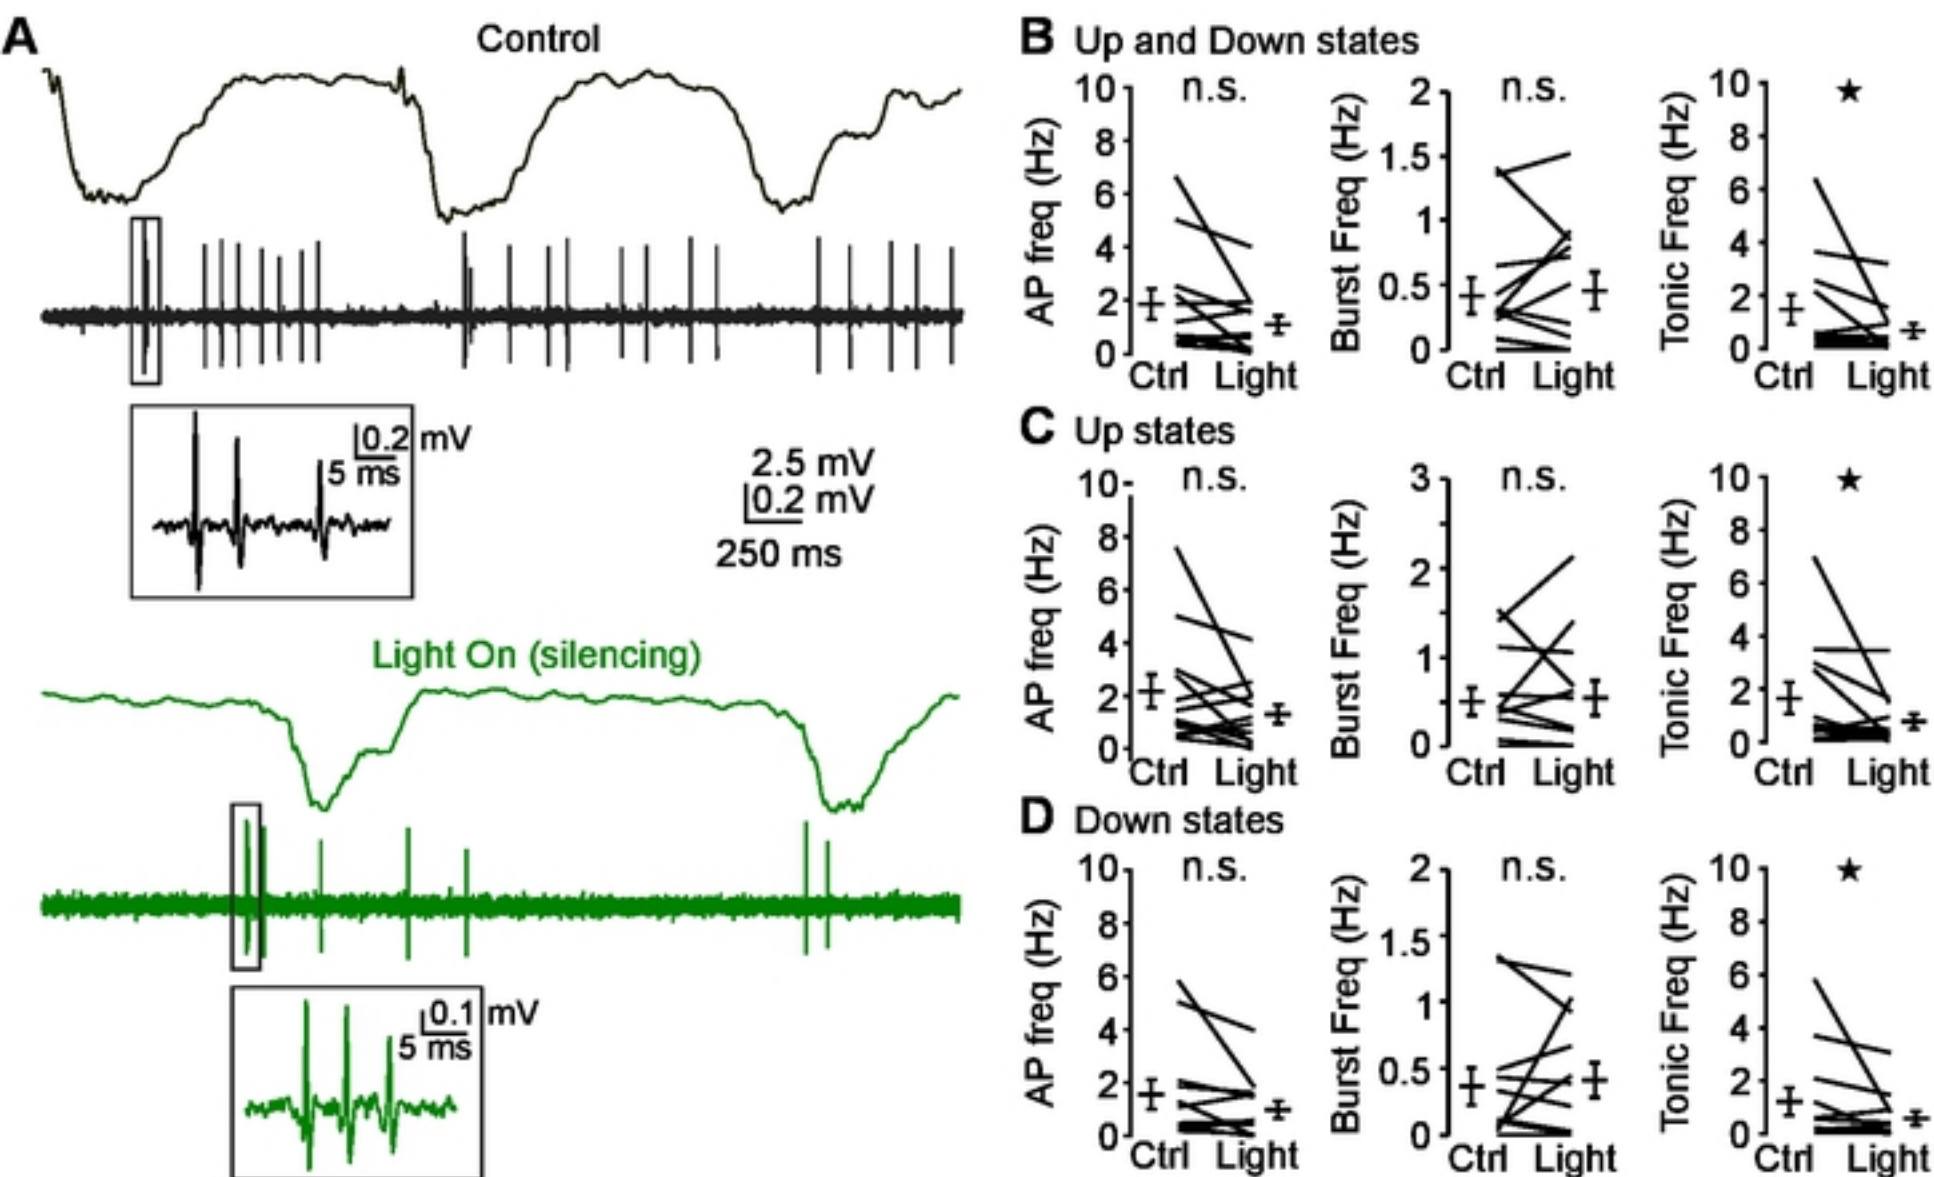 A
Control
0.2 mV
5 ms
2.5 mV
0.2 mV
250 ms
Light On (silencing)
0.1 mV
5 ms
B Up and Down states
10
8
6
4
2
0
AP freq (Hz)
n.s.
Ctrl Light
2
1.5
1
0.5
0
Burst Freq (Hz)
n.s.
Ctrl Light
10
8
6
4
2
0
Tonic Freq (Hz)
★
Ctrl Light
C Up states
10
8
6
4
2
0
AP freq (Hz)
n.s.
Ctrl Light
3
2
1
0
Burst Freq (Hz)
n.s.
Ctrl Light
10
8
6
4
2
0
Tonic Freq (Hz)
★
Ctrl Light
D Down states
10
8
6
4
2
0
AP freq (Hz)
n.s.
Ctrl Light
2
1.5
1
0.5
0
Burst Freq (Hz)
n.s.
Ctrl Light
10
8
6
4
2
0
Tonic Freq (Hz)
★
Ctrl Light